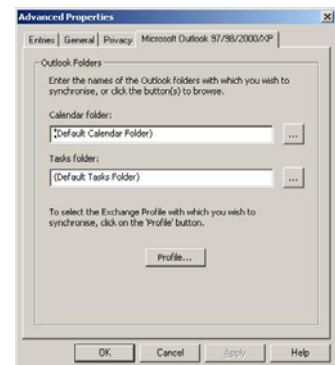 Advanced Properties
Entries General Privacy Microsoft Outlook 97/98/2000/XP
Outlook Folders
Enter the names of the Outlook folders with which you wish to
synchronise, or click the button(s) to browse.
Calendar folder:
(Default Calendar Folder)
...
Tasks folder:
(Default Tasks Folder)
...
To select the Exchange Profile with which you wish to
synchronise, click on the 'Profile' button.
Profile...
OK Cancel Apply Help